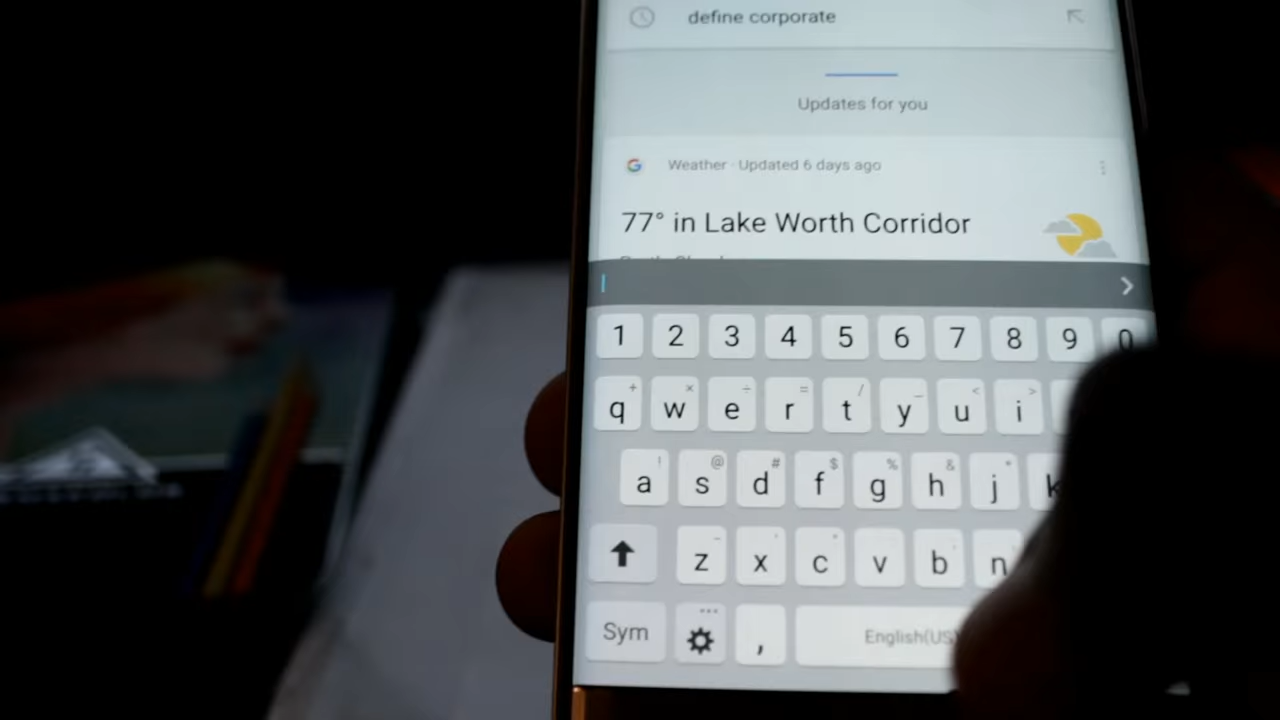 define corporate
Updates for you
Weather · Updated 6 days ago
77° in Lake Worth Corridor
1 2 3 4 5 6 7 8 9 0
q w e r t y u i
a s d f g h j k
z x c v b n
Sym , English(US)